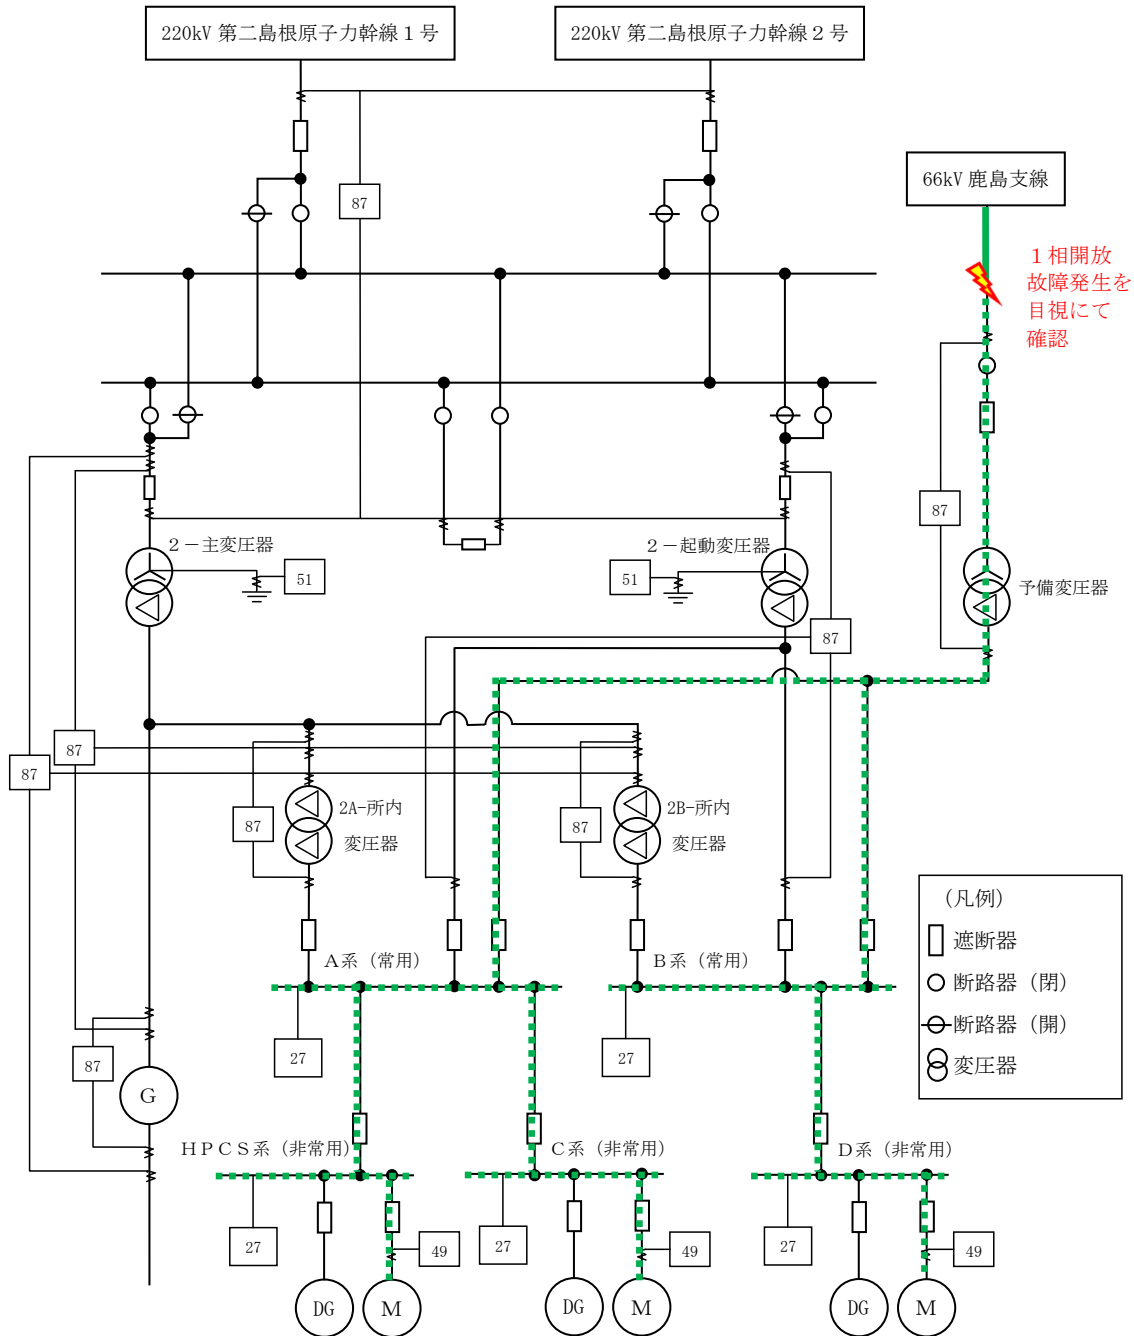 220kV 第二島根原子力幹線１号
220kV 第二島根原子力幹線２号
66kV 鹿島支線
87
１相開放
故障発生を
目視にて
確認
87
２－主変圧器
51
２－起動変圧器
51
予備変圧器
87
87
87
87
2A-所内
変圧器
87
2B-所内
変圧器
（凡例）
遮断器
断路器（閉）
断路器（開）
変圧器
Ａ系（常用）
Ｂ系（常用）
27
27
87
G
ＨＰＣＳ系（非常用）
Ｃ系（非常用）
Ｄ系（非常用）
27
49
27
49
27
49
DG
M
DG
M
DG
M